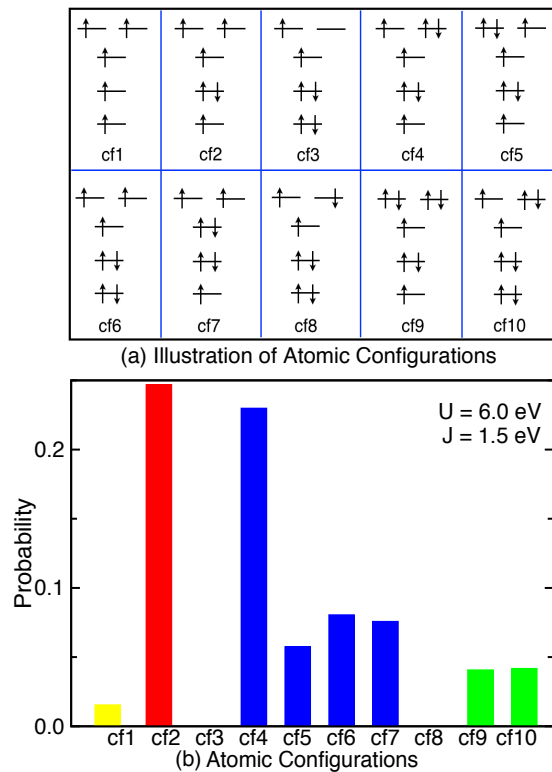 cf1 cf2 cf3 cf4 cf5
cf6 cf7 cf8 cf9 cf10
(a) Illustration of Atomic Configurations
U = 6.0 eV
J = 1.5 eV
0.2
Probability
0.1
0.0
cf1 cf2 cf3 cf4 cf5 cf6 cf7 cf8 cf9 cf10
(b) Atomic Configurations